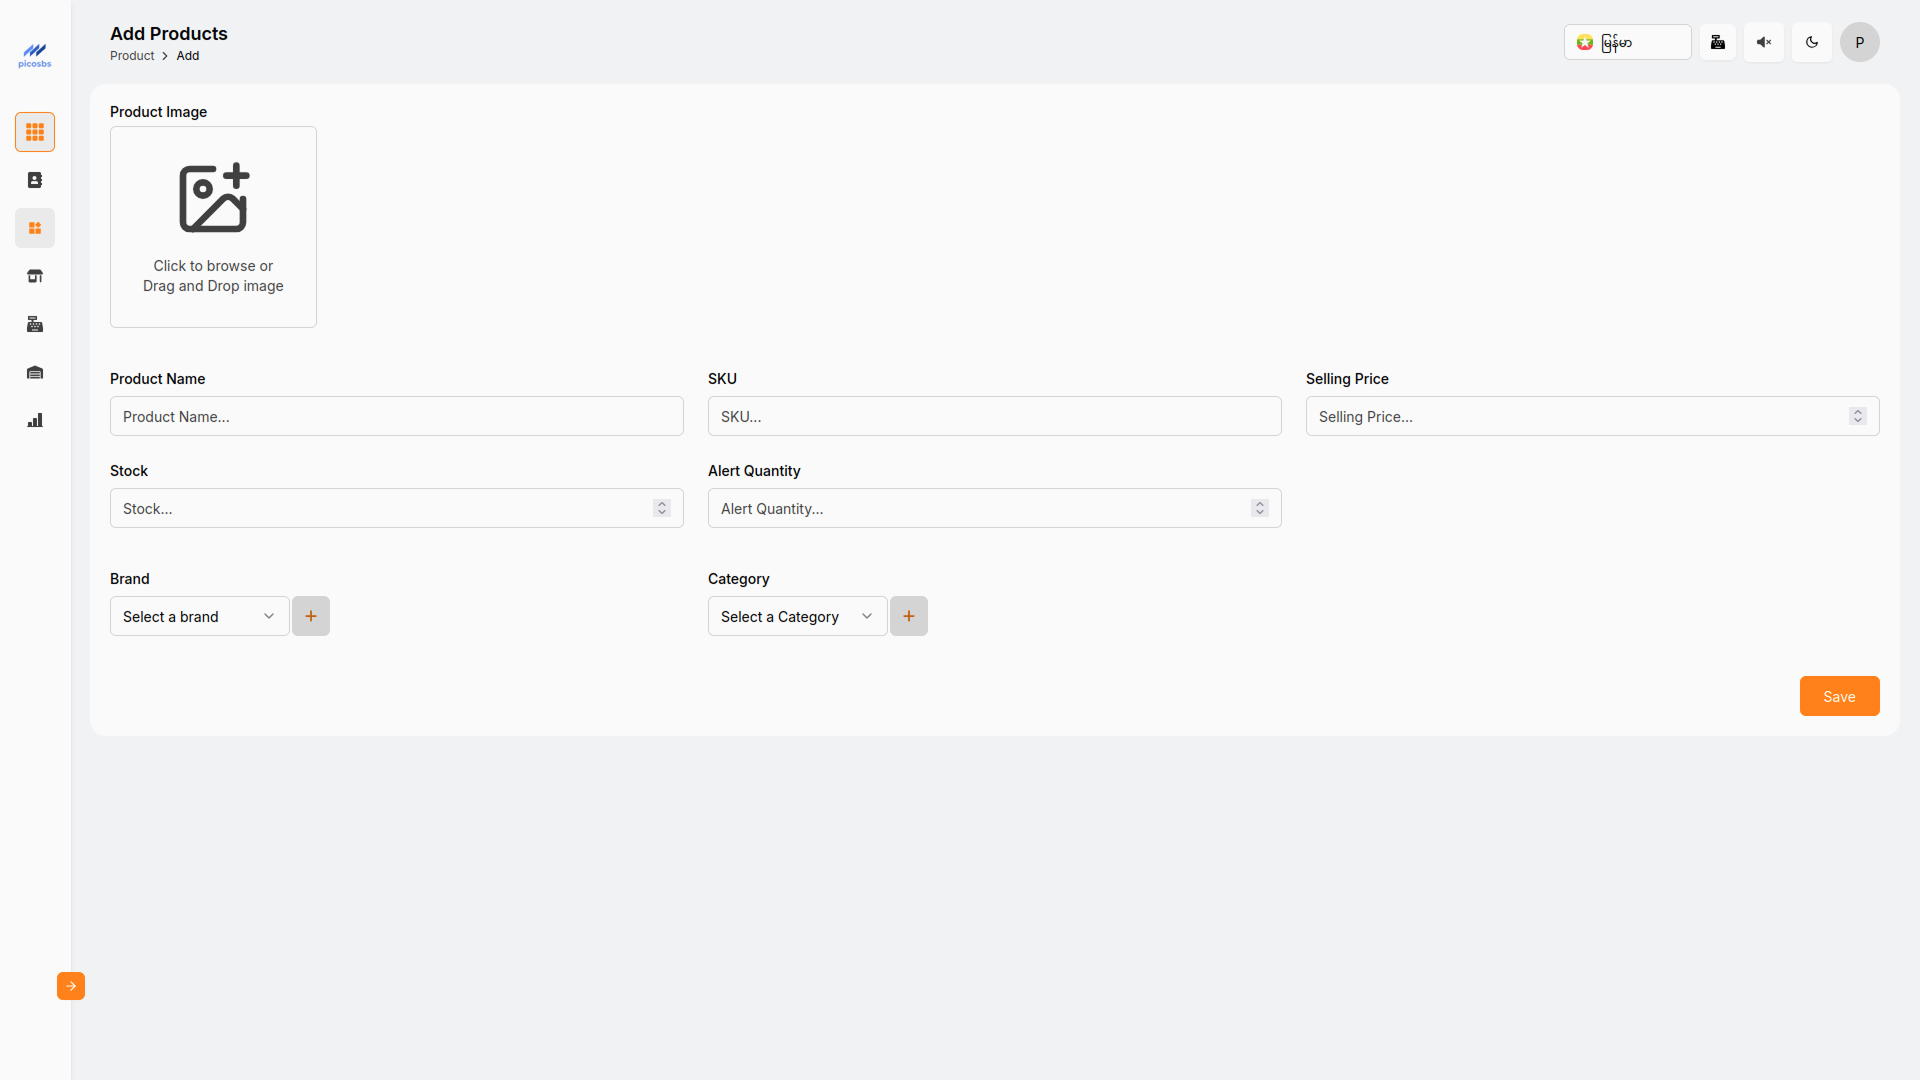 picosbs
Add Products
Product > Add
မြန်မာ
P
Product Image
Click to browse or
Drag and Drop image
Product Name
SKU
Selling Price
Product Name...
SKU...
Selling Price...
Stock
Alert Quantity
Stock...
Alert Quantity...
Brand
Category
Select a brand
Select a Category
Save